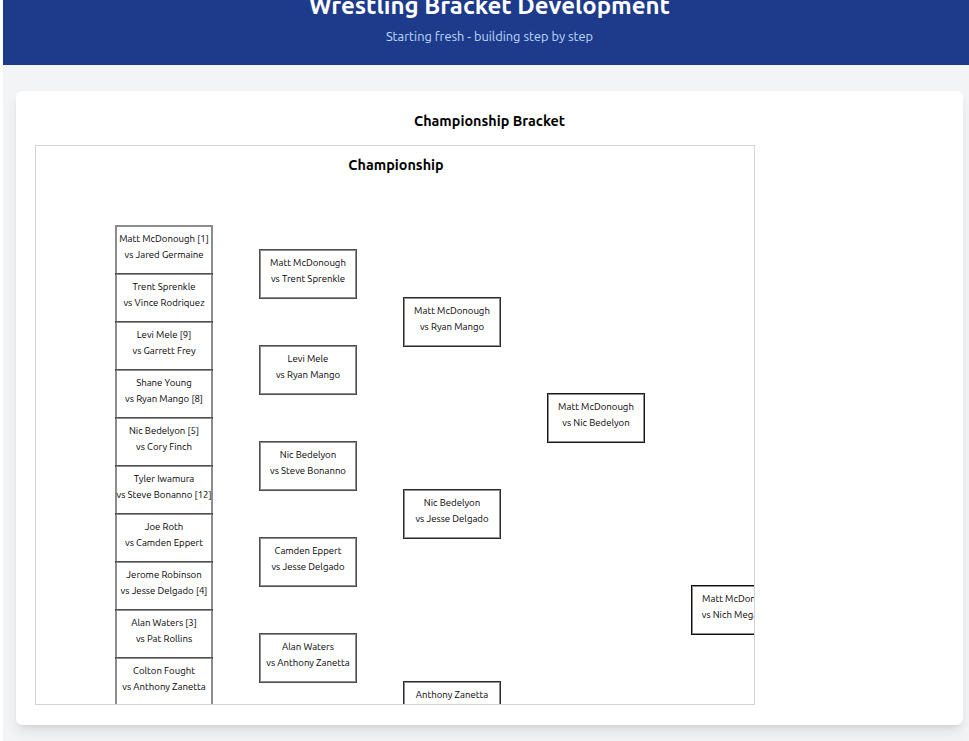 Wrestling Bracket Development
Starting fresh - building step by step
Championship Bracket
Championship
Matt McDonough [1]
vs Jared Germaine
Trent Sprenkle
vs Vince Rodriquez
Levi Mele [9]
vs Garrett Frey
Shane Young
vs Ryan Mango [8]
Nic Bedelyon [5]
vs Cory Finch
Tyler Iwamura
vs Steve Bonanno [12]
Joe Roth
vs Camden Eppert
Jerome Robinson
vs Jesse Delgado [4]
Alan Waters [3]
vs Pat Rollins
Colton Fought
vs Anthony Zanetta
Matt McDonough
vs Trent Sprenkle
Levi Mele
vs Ryan Mango
Nic Bedelyon
vs Steve Bonanno
Camden Eppert
vs Jesse Delgado
Alan Waters
vs Anthony Zanetta
Matt McDonough
vs Ryan Mango
Nic Bedelyon
vs Jesse Delgado
Anthony Zanetta
Matt McDonough
vs Nic Bedelyon
Matt McDon
vs Nich Meg